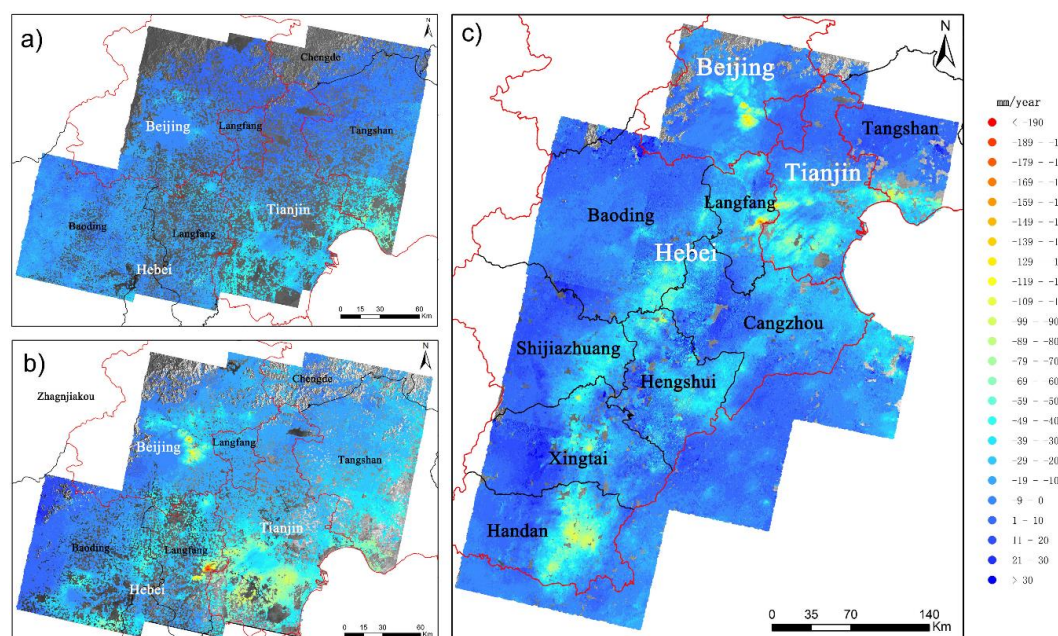 a)
N
Chengde
Beijing
Langfang
Tangshan
Tianjin
Baoding
Langfang
Hebei
0 15 30 60
Km
b)
N
Zhagnjiakou
Chengde
Beijing
Langfang
Tangshan
Tianjin
Baoding
Langfang
Hebei
0 15 30 60
Km
c)
N
Beijing
Tangshan
Tianjin
Langfang
Baoding
Hebei
Cangzhou
Shijiazhuang
Hengshui
Xingtai
Handan
0 35 70 140
Km
mm/year
< -190
-189 - -1
-179 - -1
-169 - -1
-159 - -1
-149 - -1
-139 - -1
129 1
-119 - -1
-109 - -1
-99 - -90
-89 - -80
-79 - -70
69 - 60
-59 - -50
-49 - -40
-39 - -30
-29 - -20
-19 - -10
-9 - 0
1 - 10
11 - 20
21 - 30
> 30